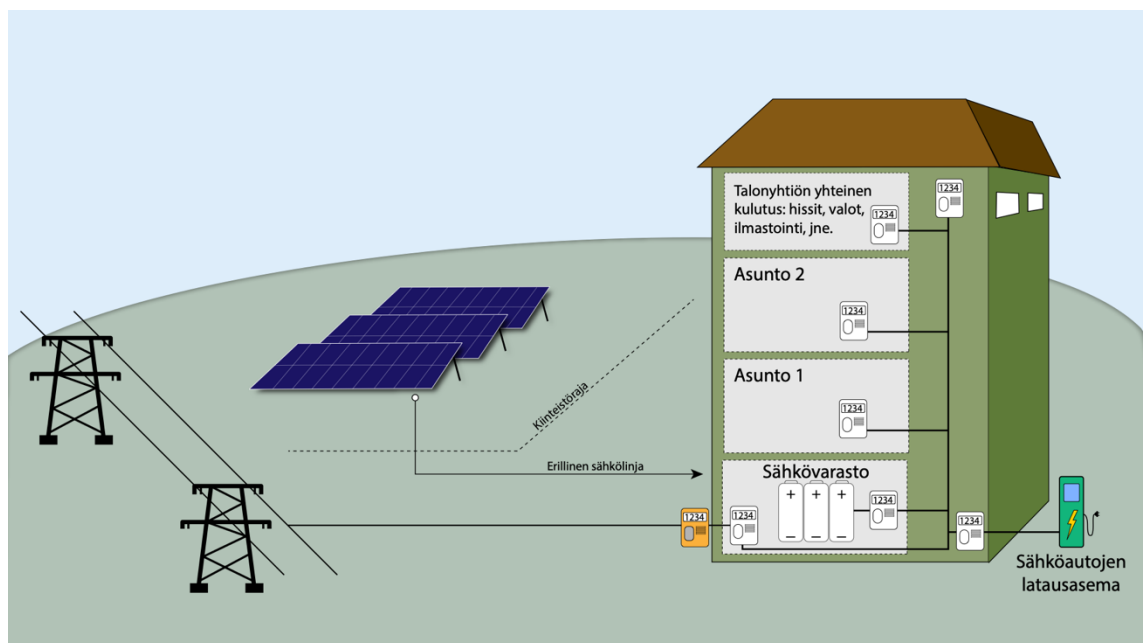 Talonyhtiön yhteinen
kulutus: hissit, valot,
ilmastointi, jne.
1234
1234
Asunto 2
1234
Asunto 1
1234
Kiinteistöraja
Erillinen sähkölinja
Sähkövarasto
+ + +
– – –
1234
1234
1234
1234
Sähköautojen
latausasema